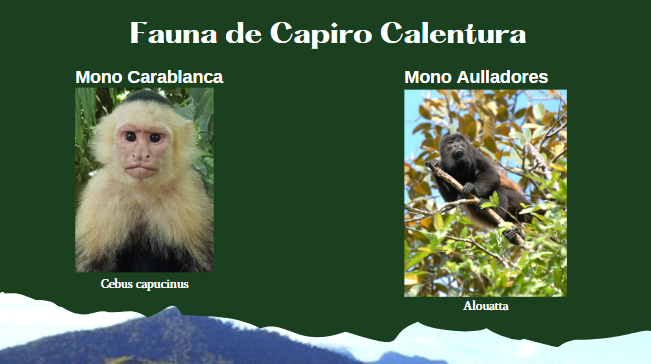 Fauna de Capiro Calentura
Mono Carablanca
Mono Aulladores
Cebus capucinus
Alouatta